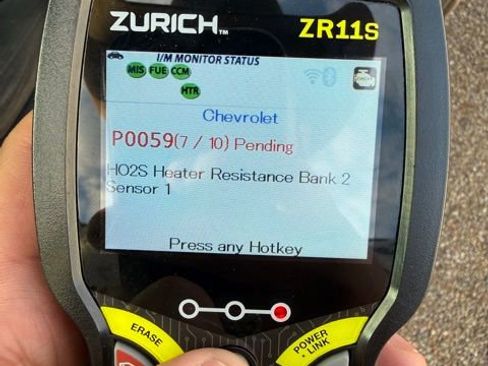 ZURICH™ ZR11S
I/M MONITOR STATUS
MIS FUE CCM
HTR
Chevrolet
P0059(7 / 10) Pending
HO2S Heater Resistance Bank 2
Sensor 1
Press any Hotkey
ERASE
POWER
+ LINK